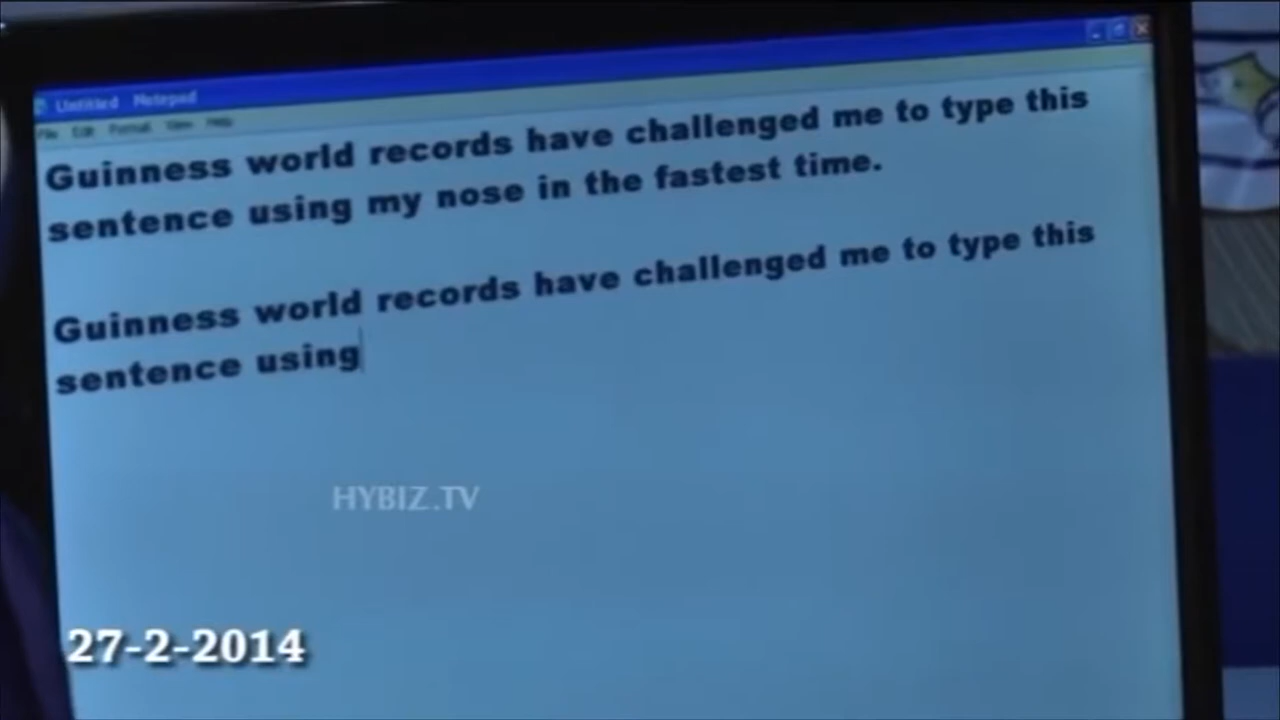 Untitled Notepad
File Edit Format View Help
Guinness world records have challenged me to type this
sentence using my nose in the fastest time.
Guinness world records have challenged me to type this
sentence using
HYBIZ.TV
27-2-2014